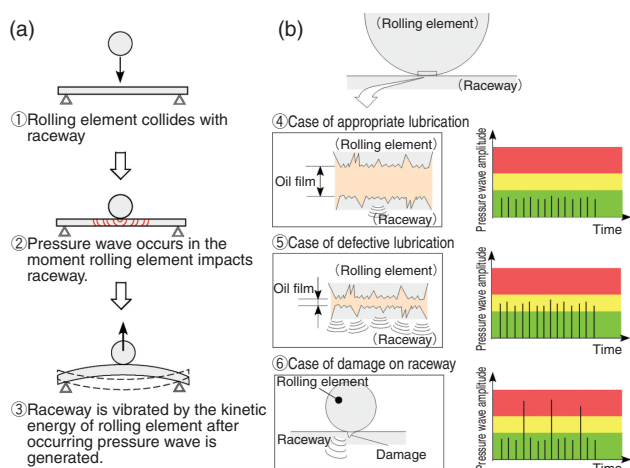 (a)
①Rolling element collides with
raceway
②Pressure wave occurs in the
moment rolling element impacts
raceway.
③Raceway is vibrated by the kinetic
energy of rolling element after
occurring pressure wave is
generated.
(b)
(Rolling element)
(Raceway)
④Case of appropriate lubrication
(Rolling element)
Oil film
(Raceway)
Pressure wave amplitude
Time
⑤Case of defective lubrication
(Rolling element)
Oil film
(Raceway)
Pressure wave amplitude
Time
⑥Case of damage on raceway
Rolling element
Raceway
Damage
Pressure wave amplitude
Time